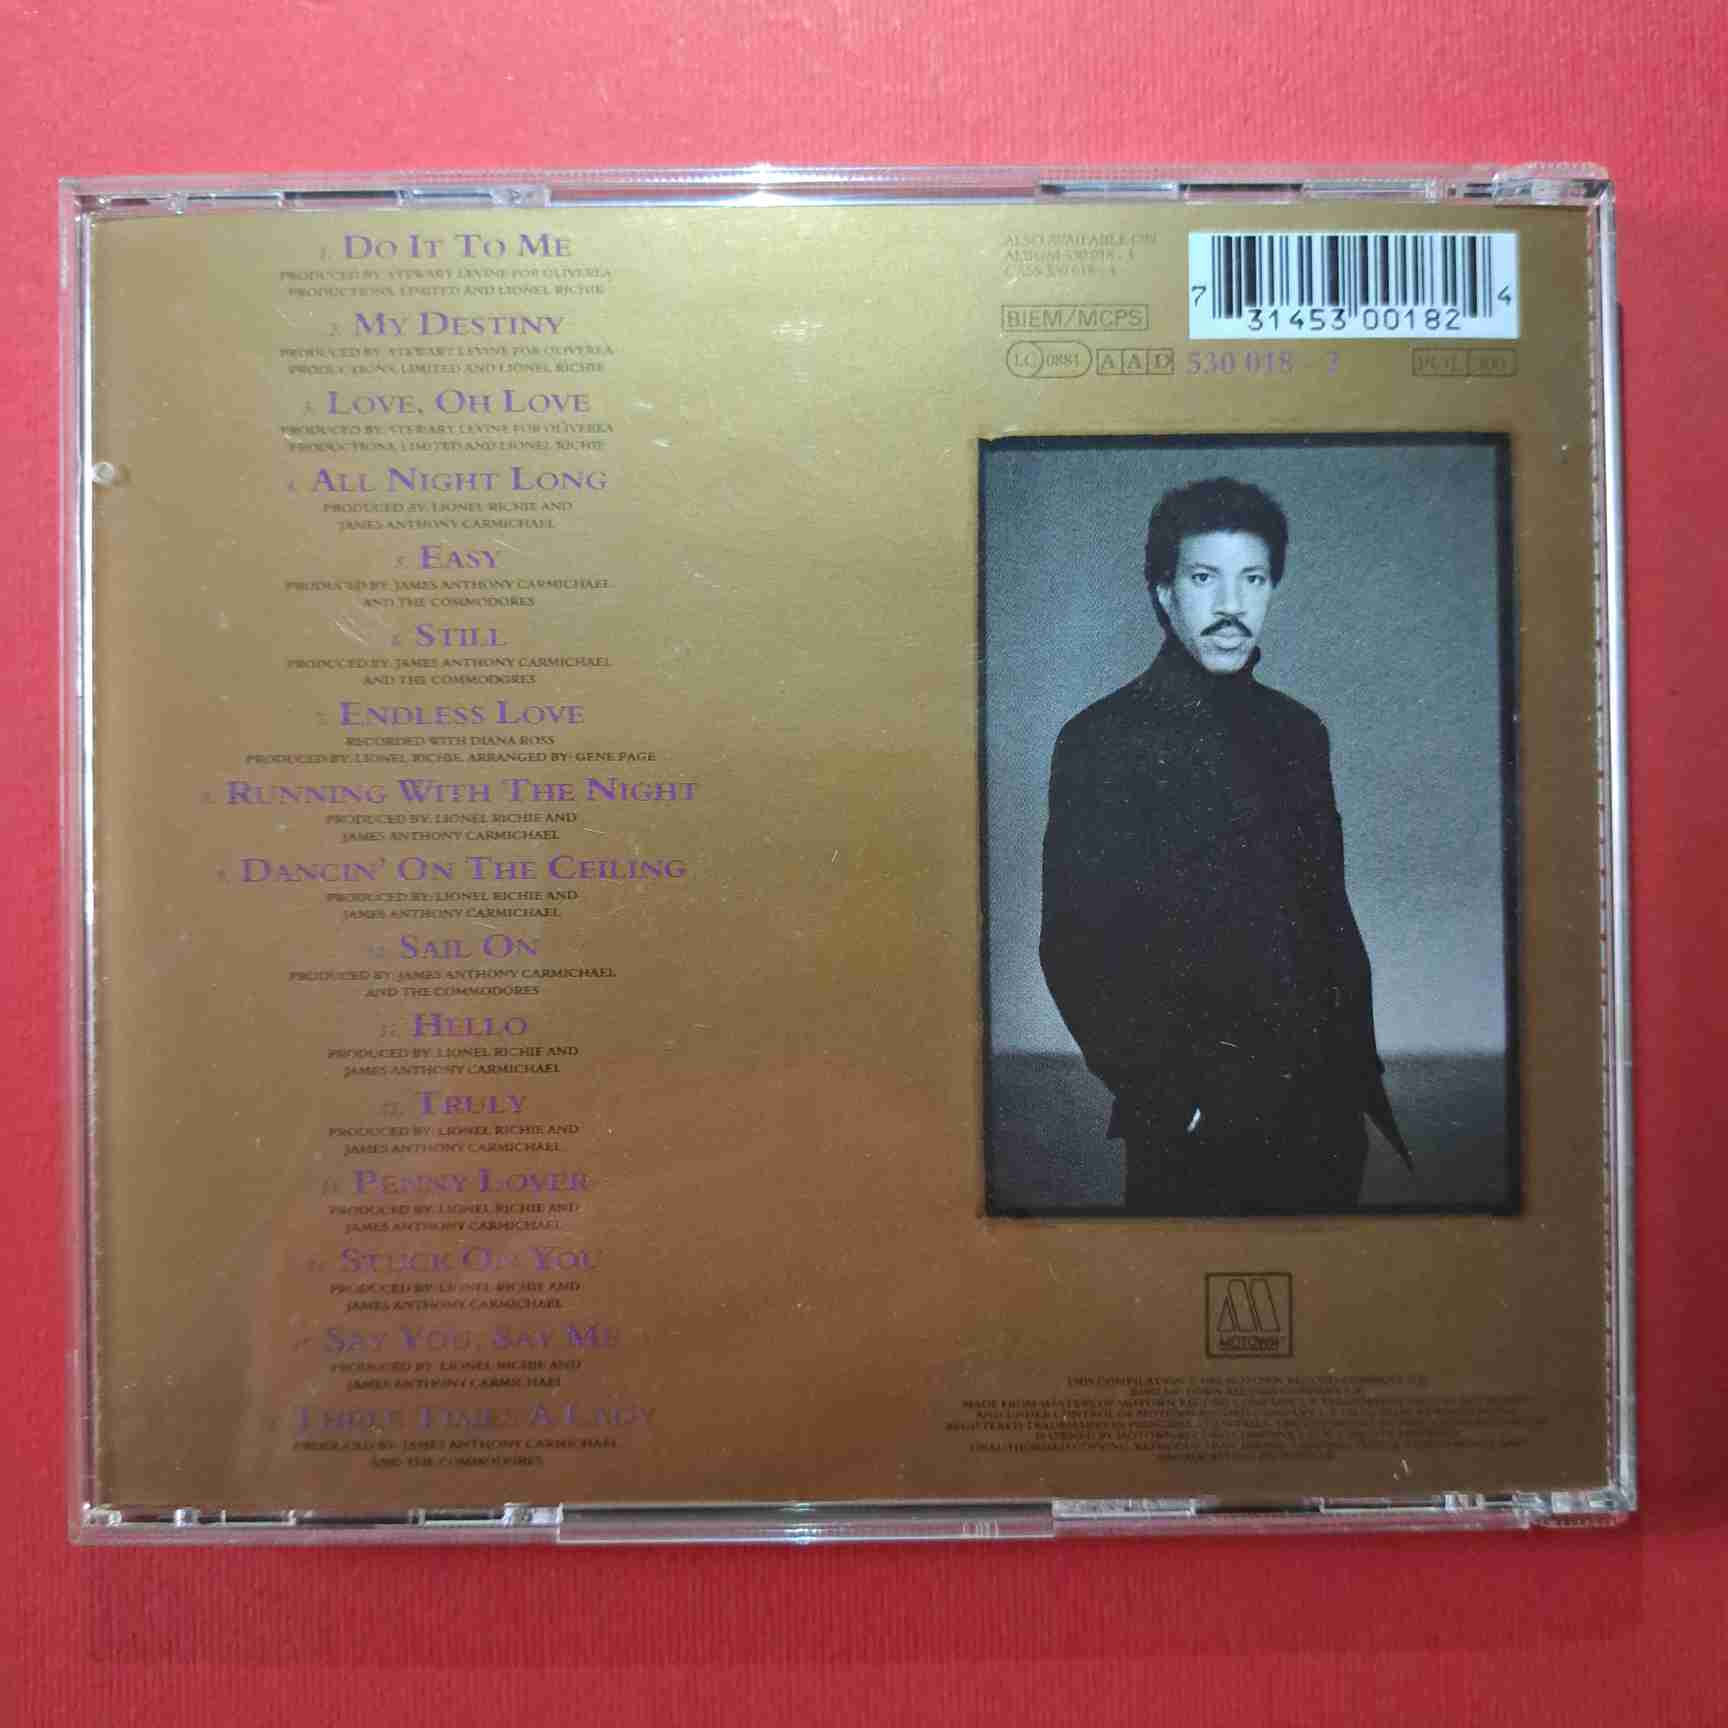 1. DO IT TO ME
PRODUCED BY: STEWART LEVINE FOR OLIVEREA
PRODUCTIONS, LIMITED AND LIONEL RICHIE
2. MY DESTINY
PRODUCED BY: STEWART LEVINE FOR OLIVEREA
PRODUCTIONS, LIMITED AND LIONEL RICHIE
3. LOVE, OH LOVE
PRODUCED BY: STEWART LEVINE FOR OLIVEREA
PRODUCTIONS, LIMITED AND LIONEL RICHIE
4. ALL NIGHT LONG
PRODUCED BY: LIONEL RICHIE AND
JAMES ANTHONY CARMICHAEL
5. EASY
PRODUCED BY: JAMES ANTHONY CARMICHAEL
AND THE COMMODORES
6. STILL
PRODUCED BY: JAMES ANTHONY CARMICHAEL
AND THE COMMODORES
7. ENDLESS LOVE
RECORDED WITH DIANA ROSS
PRODUCED BY: LIONEL RICHIE, ARRANGED BY: GENE PAGE
8. RUNNING WITH THE NIGHT
PRODUCED BY: LIONEL RICHIE AND
JAMES ANTHONY CARMICHAEL
9. DANCIN' ON THE CEILING
PRODUCED BY: LIONEL RICHIE AND
JAMES ANTHONY CARMICHAEL
10. SAIL ON
PRODUCED BY: JAMES ANTHONY CARMICHAEL
AND THE COMMODORES
11. HELLO
PRODUCED BY: LIONEL RICHIE AND
JAMES ANTHONY CARMICHAEL
12. TRULY
PRODUCED BY: LIONEL RICHIE AND
JAMES ANTHONY CARMICHAEL
13. PENNY LOVER
PRODUCED BY: LIONEL RICHIE AND
JAMES ANTHONY CARMICHAEL
14. STUCK ON YOU
PRODUCED BY: LIONEL RICHIE AND
JAMES ANTHONY CARMICHAEL
15. SAY YOU, SAY ME
PRODUCED BY: LIONEL RICHIE AND
JAMES ANTHONY CARMICHAEL
THREE TIMES A LADY
PRODUCED BY: JAMES ANTHONY CARMICHAEL
AND THE COMMODORES
ALSO AVAILABLE ON
ALBUM 530 018 - 1
CASS 530 018 - 4
7 31453 00182 4
BIEM/MCPS
LC 0881 AAD 530 018 - 2
MOTOWN